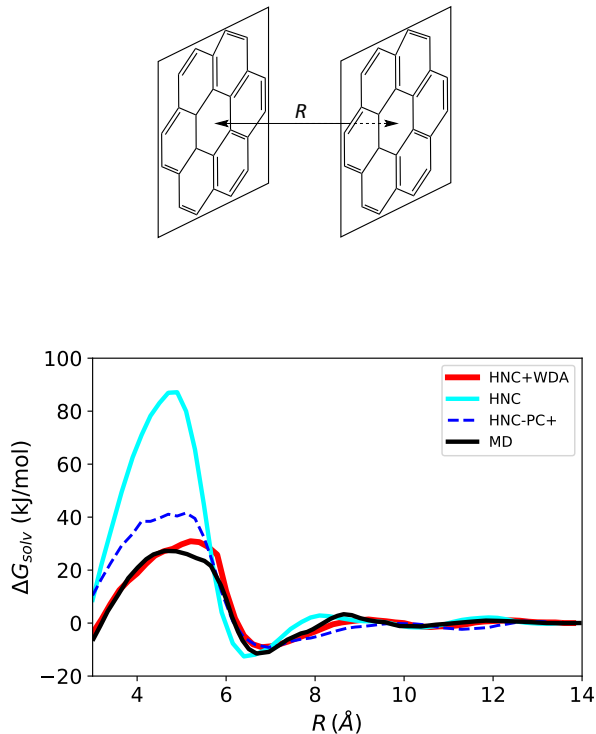 R
100
80
60
40
20
0
−20
ΔG_solv (kJ/mol)
HNC+WDA
HNC
HNC-PC+
MD
4 6 8 10 12 14
R (Å)